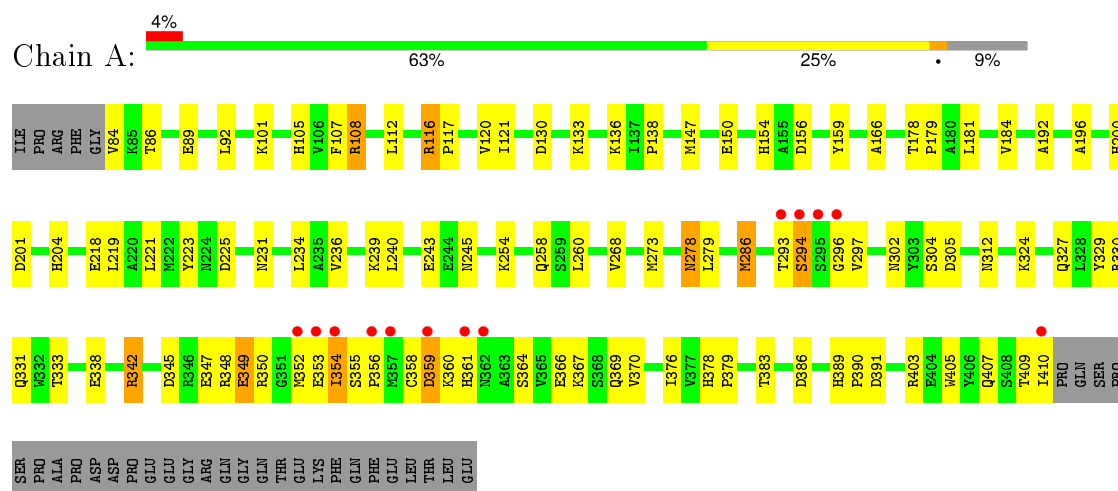 4%
Chain A:
63% 25% • 9%
ILE PRO ARG PHE GLY V84 K85 T86 E89 L92 K101 H105 V106 F107 R108 L112 R116 P117 V120 I121 D130 K133 K136 I137 P138 M147 E150 H154 A155 D156 Y159 A166 T178 P179 A180 L181 V184 A192 A196 H200
D201 H204 E218 L219 A220 L221 M222 Y223 N224 D225 N231 L234 A235 V236 K239 L240 E243 E244 N245 K254 Q258 S259 L260 V268 M273 N278 L279 M286 T293 S294 S295 G296 V297 N302 Y303 S304 D305 N312 K324 Q327 L328 Y329 R330
Q331 W332 T333 E338 R342 D345 R346 E347 R348 E349 R350 G351 M352 E353 I354 S355 P356 M357 C358 D359 K360 H361 N362 A363 S364 V365 E366 K367 S368 Q369 V370 I376 V377 H378 P379 T383 D386 H389 P390 D391 R403 E404 W405 Y406 Q407 S408 T409 I410 PRO GLN SER PRO
SER PRO ALA PRO ASP ASP PRO GLU GLU GLY ARG GLN GLY GLN THR GLU LYS PHE GLN PHE GLU LEU THR LEU GLU